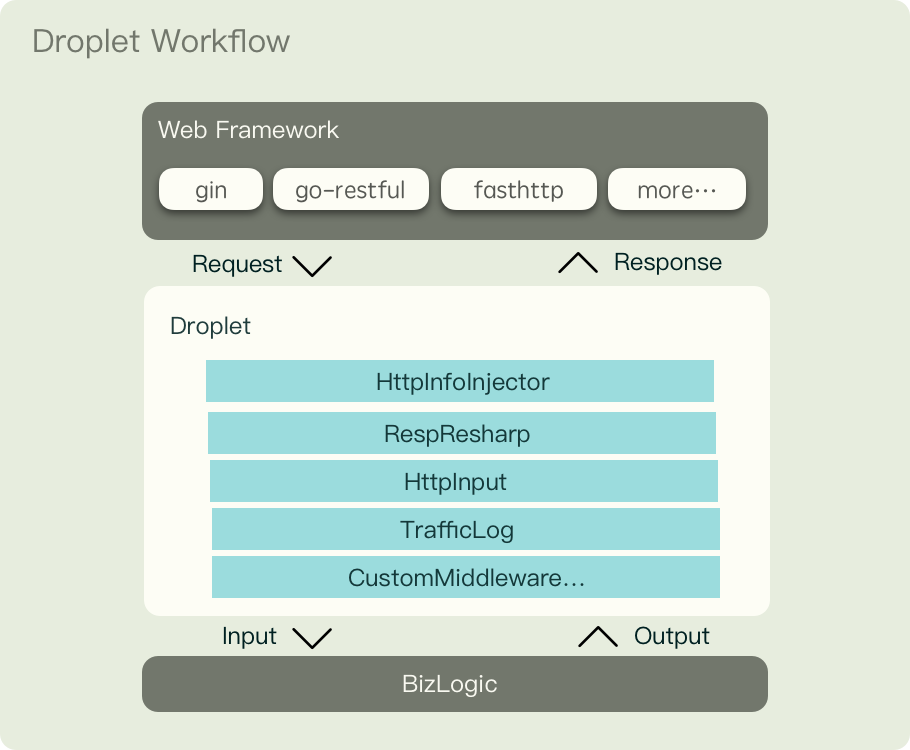 Droplet Workflow
Web Framework
gin go-restful fasthttp more···
Request Response
Droplet
HttpInfoInjector
RespResharp
HttpInput
TrafficLog
CustomMiddleware...
Input Output
BizLogic